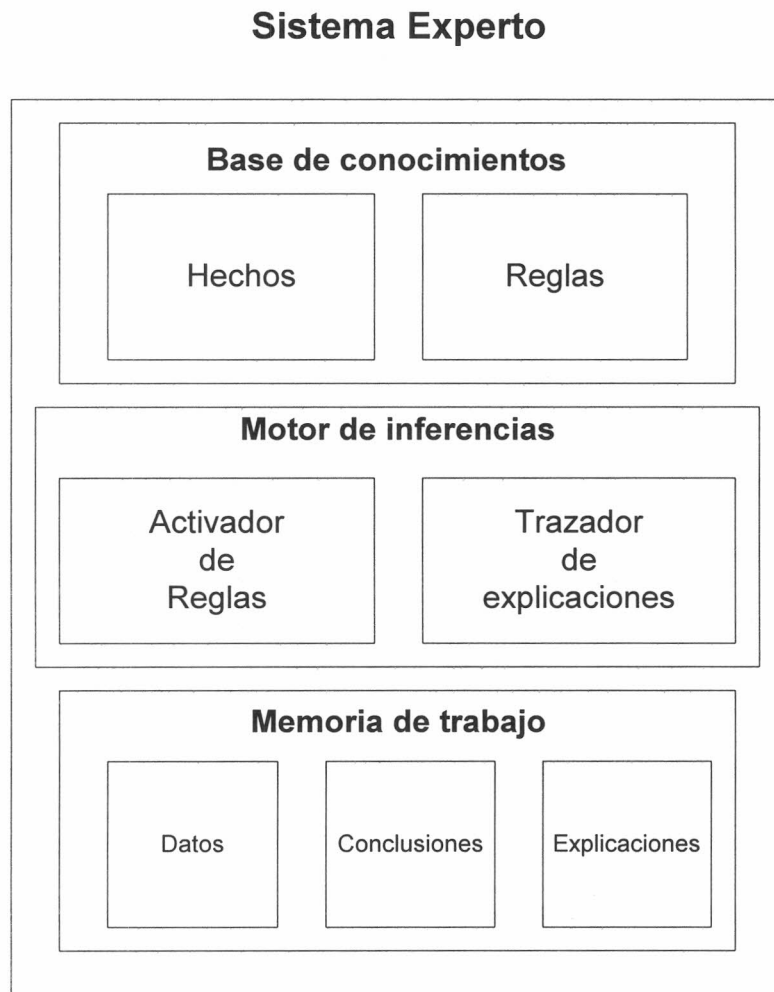 Sistema Experto
Base de conocimientos
Hechos
Reglas
Motor de inferencias
Activador
de
Reglas
Trazador
de
explicaciones
Memoria de trabajo
Datos
Conclusiones
Explicaciones